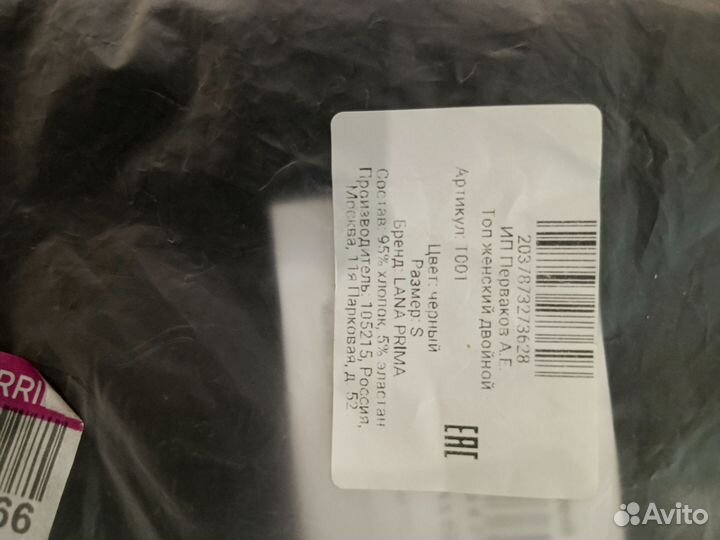 2037873273628
ИП Перваков А.Е.
Топ женский двойной
Артикул: Т001
Цвет: черный
Размер: S
Бренд: LANA PRIMA
Состав: 95% хлопок, 5% эластан
Производитель: 105215, Россия,
Москва, 11я Парковая, д. 52
EAC
RRI
66
Avito